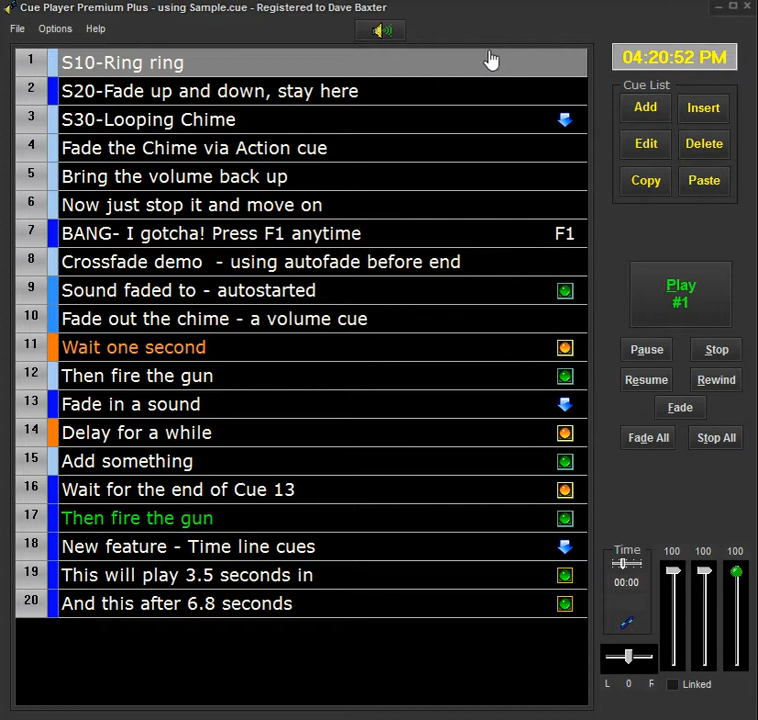 Cue Player Premium Plus - using Sample.cue - Registered to Dave Baxter
File Options Help
1 S10-Ring ring
2 S20-Fade up and down, stay here
3 S30-Looping Chime
4 Fade the Chime via Action cue
5 Bring the volume back up
6 Now just stop it and move on
7 BANG- I gotcha! Press F1 anytime F1
8 Crossfade demo - using autofade before end
9 Sound faded to - autostarted
10 Fade out the chime - a volume cue
11 Wait one second
12 Then fire the gun
13 Fade in a sound
14 Delay for a while
15 Add something
16 Wait for the end of Cue 13
17 Then fire the gun
18 New feature - Time line cues
19 This will play 3.5 seconds in
20 And this after 6.8 seconds
04:20:52 PM
Cue List
Add Insert
Edit Delete
Copy Paste
Play
#1
Pause Stop
Resume Rewind
Fade
Fade All Stop All
Time 100 100 100
00:00
L 0 R Linked